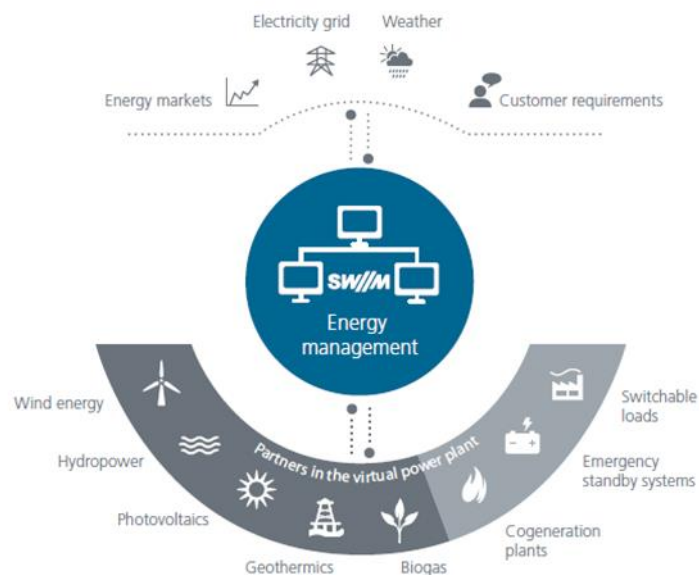 Electricity grid
Weather
Energy markets
Customer requirements
SW//M
Energy
management
Wind energy
Hydropower
Photovoltaics
Geothermics
Biogas
Cogeneration
plants
Emergency
standby systems
Switchable
loads
Partners in the virtual power plant